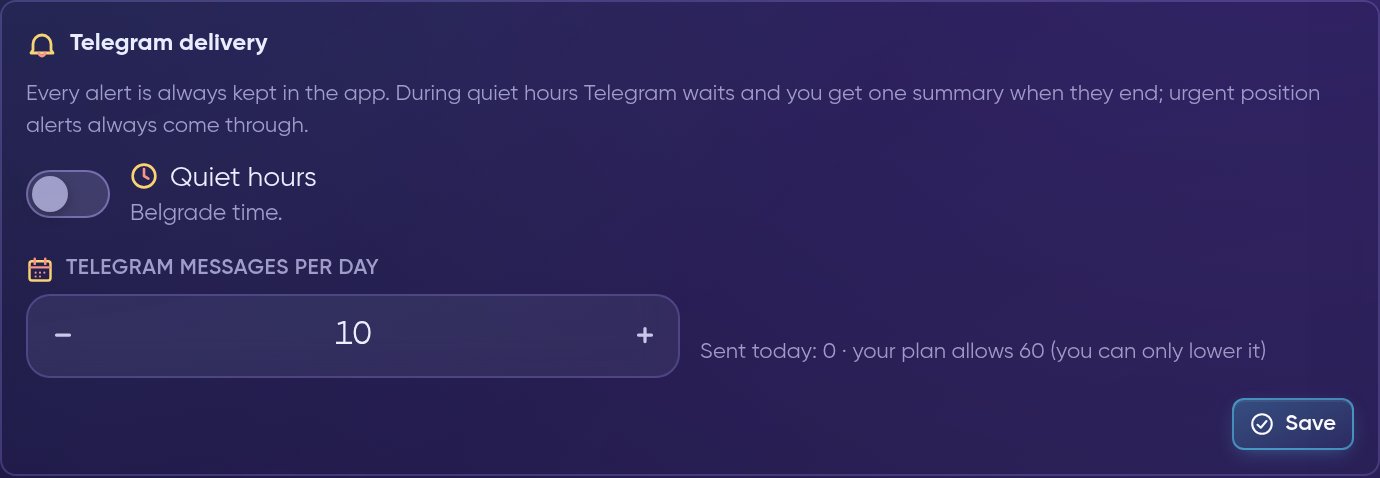 Telegram delivery
Every alert is always kept in the app. During quiet hours Telegram waits and you get one summary when they end; urgent position
alerts always come through.
Quiet hours
Belgrade time.
TELEGRAM MESSAGES PER DAY
− 10 +
Sent today: 0 · your plan allows 60 (you can only lower it)
Save